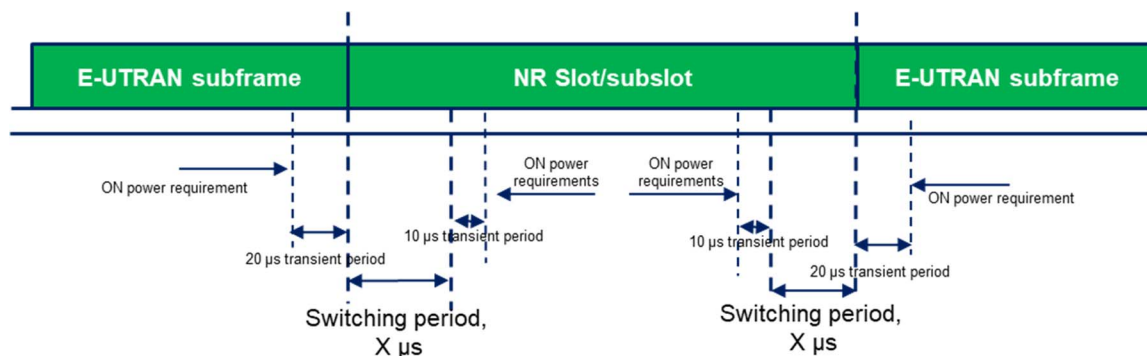 E-UTRAN subframe
NR Slot/subslot
E-UTRAN subframe
ON power requirement
ON power
requirements
ON power
requirements
ON power requirement
10 µs transient period
10 µs transient period
20 µs transient period
20 µs transient period
Switching period,
X µs
Switching period,
X µs